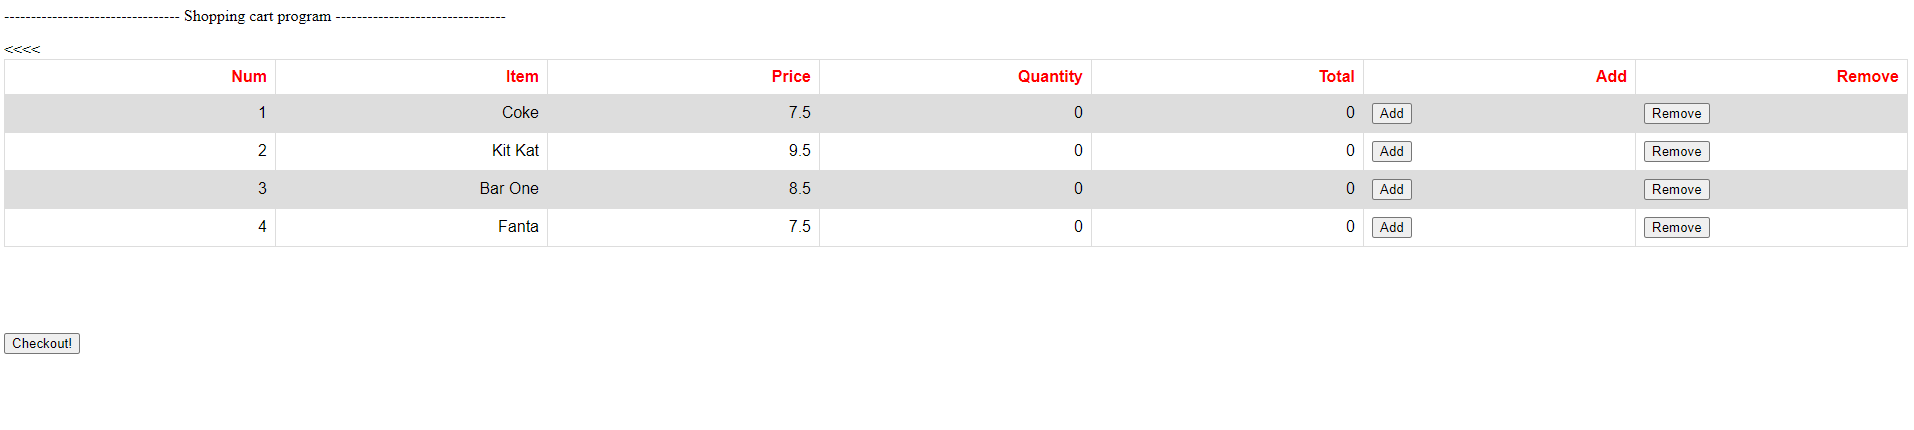 --------------------------------- Shopping cart program --------------------------------
<<<<
Num Item Price Quantity Total Add Remove
1 Coke 7.5 0 0 Add Remove
2 Kit Kat 9.5 0 0 Add Remove
3 Bar One 8.5 0 0 Add Remove
4 Fanta 7.5 0 0 Add Remove
Checkout!